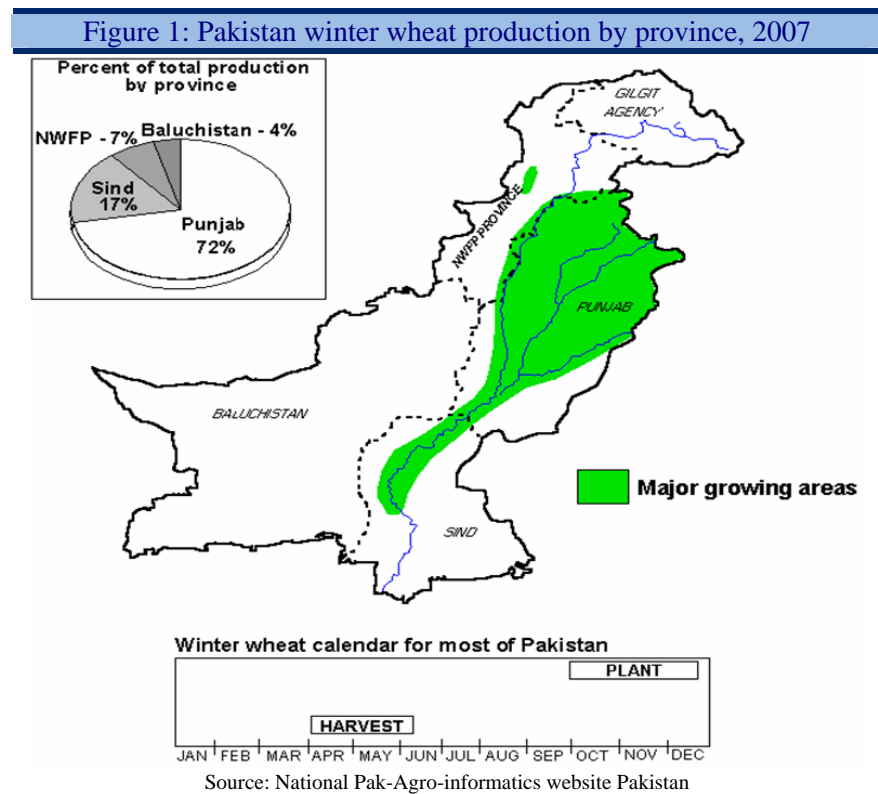 Figure 1: Pakistan winter wheat production by province, 2007
Percent of total production
by province
NWFP - 7%
Baluchistan - 4%
Sind
17%
Punjab
72%
GILGIT
AGENCY
NWFP PROVINCE
PUNJAB
BALUCHISTAN
SIND
Major growing areas
Winter wheat calendar for most of Pakistan
PLANT
HARVEST
JAN FEB MAR APR MAY JUN JUL AUG SEP OCT NOV DEC
Source: National Pak-Agro-informatics website Pakistan